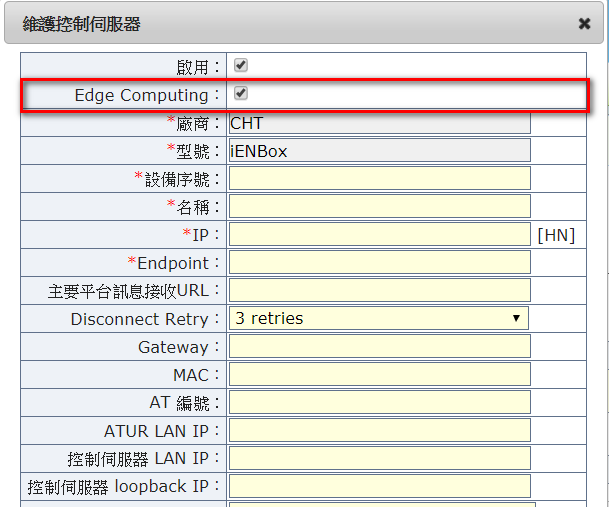 維護控制伺服器
啟用：
Edge Computing：
*廠商： CHT
*型號： iENBox
*設備序號：
*名稱：
*IP： [HN]
*Endpoint：
主要平台訊息接收URL：
Disconnect Retry： 3 retries
Gateway：
MAC：
AT 編號：
ATUR LAN IP：
控制伺服器 LAN IP：
控制伺服器 loopback IP：